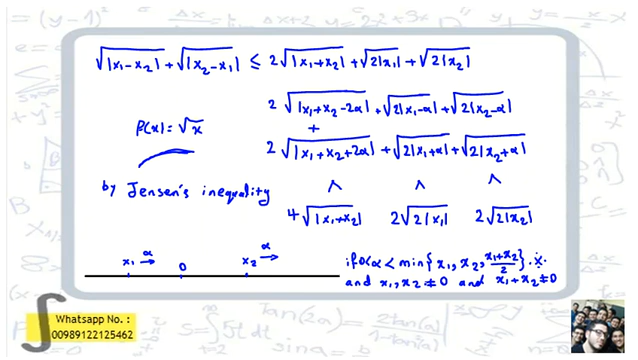 √|x₁-x₂| + √|x₂-x₁| ≤ 2√|x₁+x₂| + √2|x₁| + √2|x₂|
2√|x₁+x₂-2α| + √2|x₁-α| + √2|x₂-α|
+
f(x) = √x
2√|x₁+x₂+2α| + √2|x₁+α| + √2|x₂+α|
by Jensen's inequality
∧ ∧ ∧
4√|x₁+x₂| 2√2|x₁| 2√2|x₂|
if 0<α < min{x₁, x₂, (x₁+x₂)/2}
and x₁, x₂ ≠ 0 and x₁+x₂ ≠ 0
α α
x₁ 0 x₂
Whatsapp No. :
00989122125462